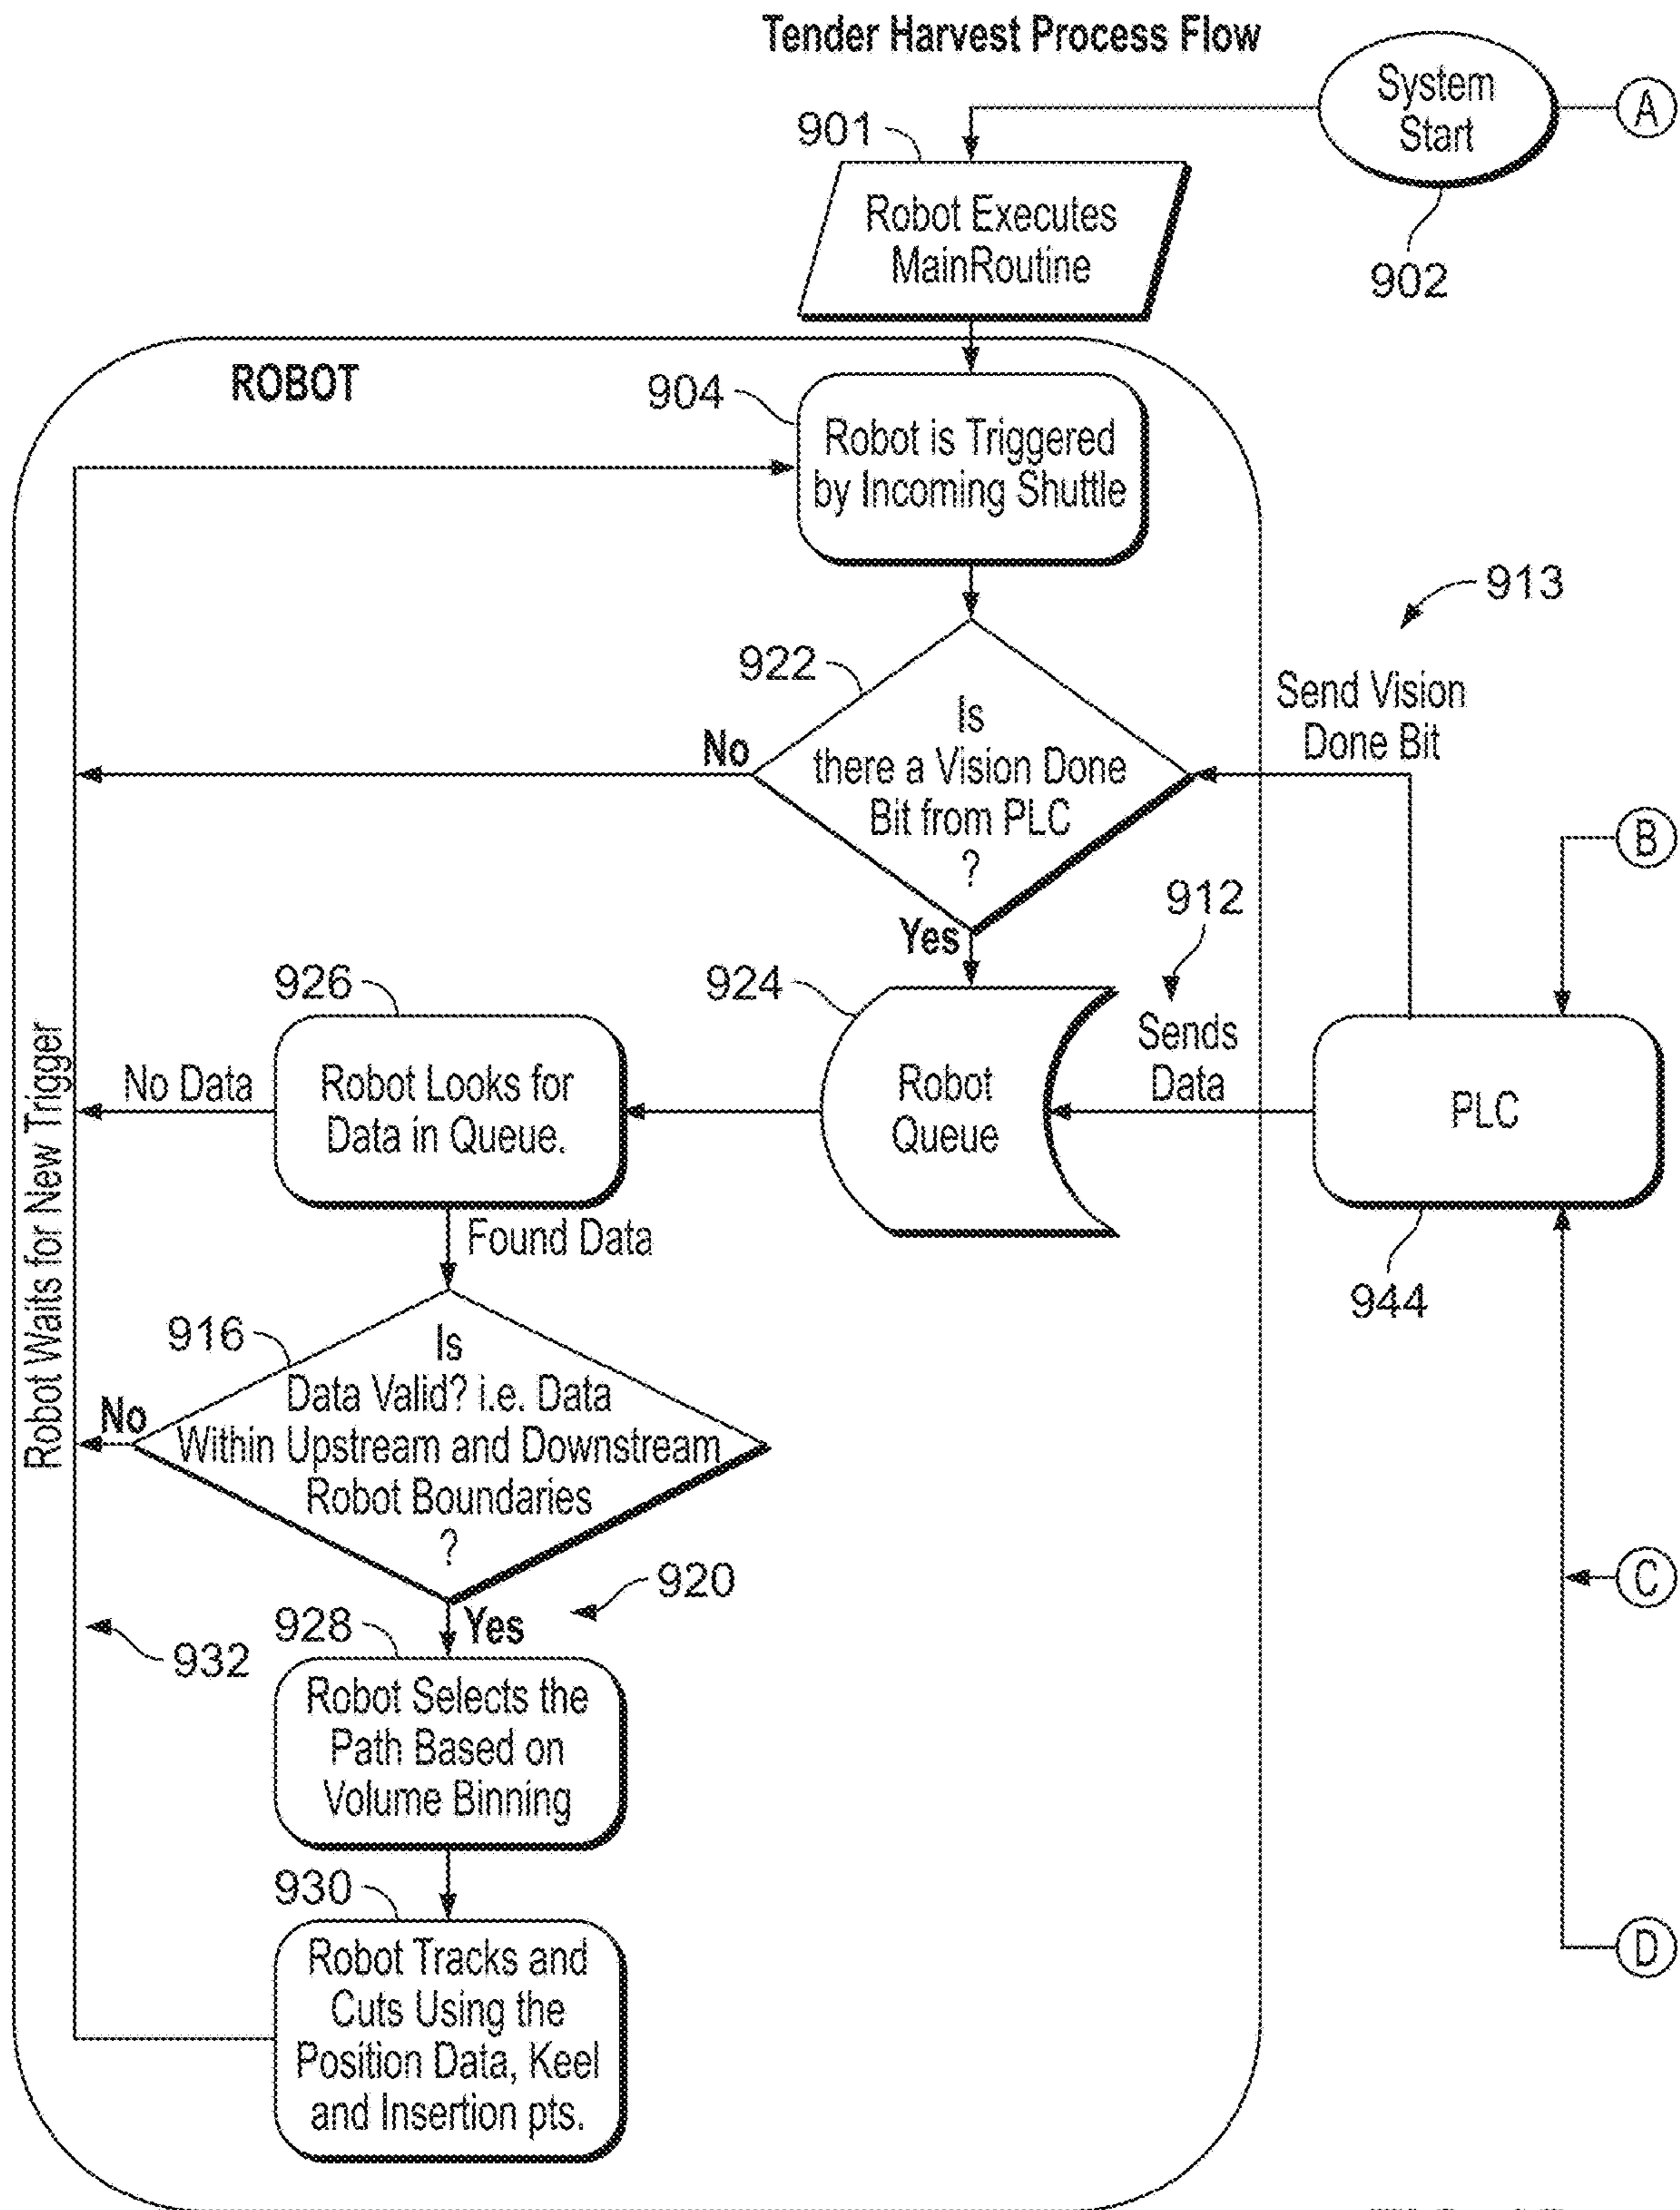 Tender Harvest Process Flow
System
Start
A
901
902
Robot Executes
MainRoutine
ROBOT
904
Robot is Triggered
by Incoming Shuttle
913
922
Send Vision
Done Bit
Is
there a Vision Done
Bit from PLC
?
No
B
912
Yes
926
924
Sends
Data
No Data
Robot Looks for
Data in Queue.
Robot
Queue
PLC
Robot Waits for New Trigger
Found Data
944
916
Is
Data Valid? i.e. Data
Within Upstream and Downstream
Robot Boundaries
?
No
C
920
928
Yes
932
Robot Selects the
Path Based on
Volume Binning
930
D
Robot Tracks and
Cuts Using the
Position Data, Keel
and Insertion pts.